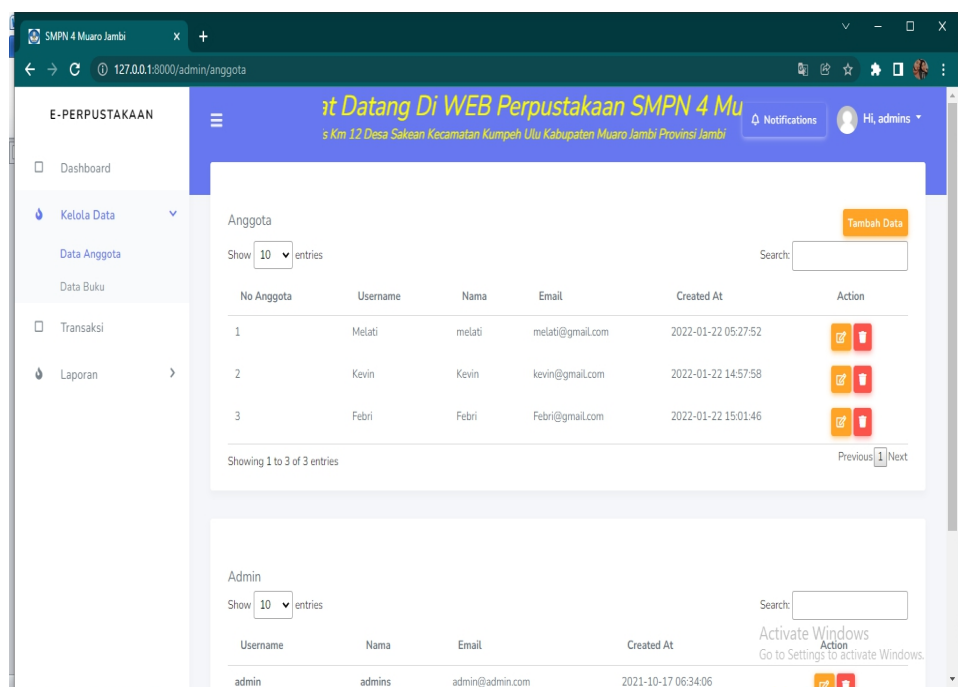 SMPN 4 Muaro Jambi
127.0.0.1:8000/admin/anggota
E-PERPUSTAKAAN
at Datang Di WEB Perpustakaan SMPN 4 Mu
s Km 12 Desa Sakean Kecamatan Kumpeh Ulu Kabupaten Muaro Jambi Provinsi Jambi
Notifications
Hi, admins
Dashboard
Kelola Data
Data Anggota
Data Buku
Transaksi
Laporan
Anggota
Tambah Data
Show 10 entries Search:
No Anggota Username Nama Email Created At Action
1 Melati melati melati@gmail.com 2022-01-22 05:27:52
2 Kevin Kevin kevin@gmail.com 2022-01-22 14:57:58
3 Febri Febri Febri@gmail.com 2022-01-22 15:01:46
Showing 1 to 3 of 3 entries Previous 1 Next
Admin
Show 10 entries Search:
Activate Windows
Username Nama Email Created At Action
Go to Settings to activate Windows.
admin admins admin@admin.com 2021-10-17 06:34:06